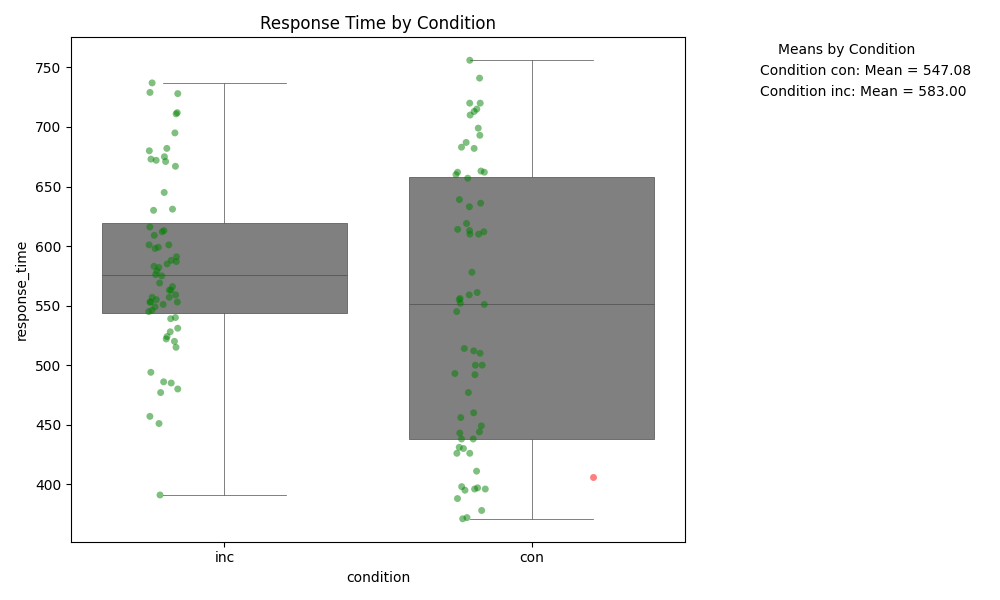 Response Time by Condition
Means by Condition
Condition con: Mean = 547.08
Condition inc: Mean = 583.00
750
700
650
600
550
500
450
400
response_time
inc
con
condition